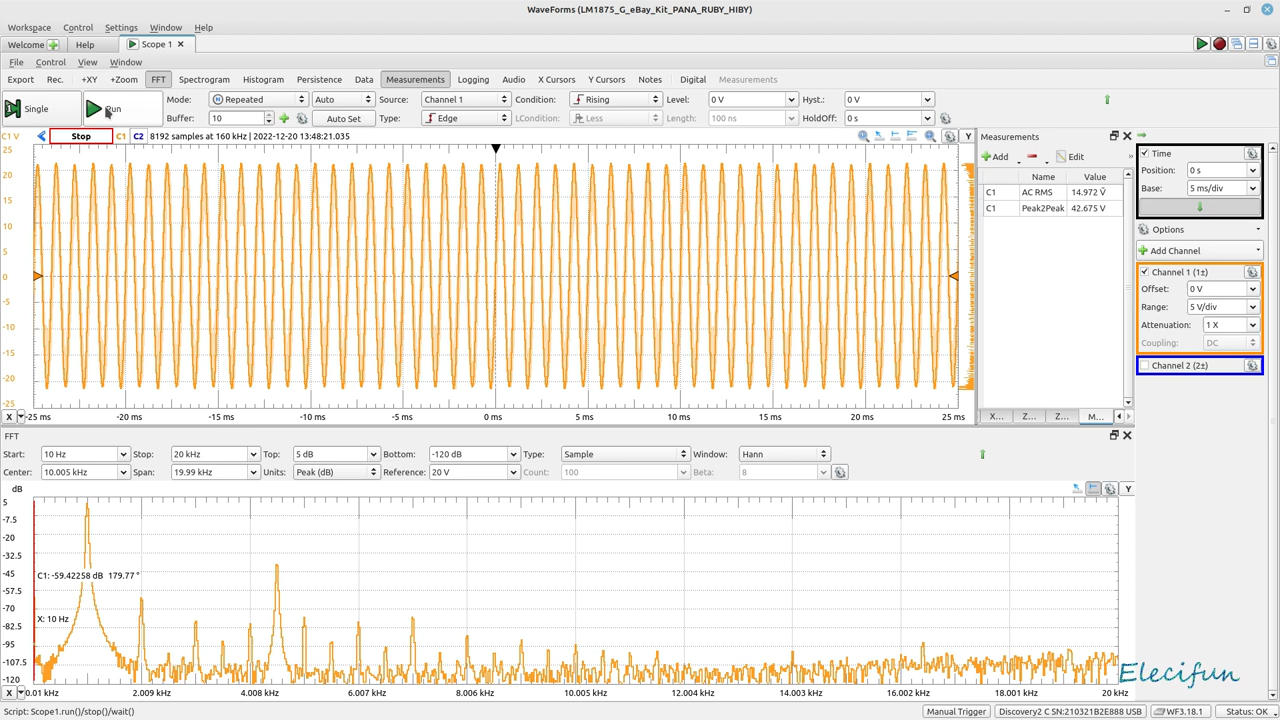 WaveForms (LM1875_G_eBay_Kit_PANA_RUBY_HIBY)
Workspace Control Settings Window Help
Welcome Help Scope 1
File Control View Window
Export Rec. +XY +Zoom FFT Spectrogram Histogram Persistence Data Measurements Logging Audio X Cursors Y Cursors Notes Digital Measurements
Single Run Mode: Repeated Auto Source: Channel 1 Condition: Rising Level: 0 V Hyst.: 0 V
Buffer: 10 Auto Set Type: Edge Less Length: 100 ns HoldOff: 0 s
C1 V Stop C1 C2 8192 samples at 160 kHz | 2022-12-20 13:48:21.035 Y
25
20
15
10
5
0
-5
-10
-15
-20
-25
X -25 ms -20 ms -15 ms -10 ms -5 ms 0 ms 5 ms 10 ms 15 ms 20 ms 25 ms
Measurements
Add Edit »
Name Value
C1 AC RMS 14.972 V
C1 Peak2Peak 42.675 V
X... Z... Z... M...
Time
Position: 0 s
Base: 5 ms/div
Options
Add Channel
Channel 1 (1±)
Offset: 0 V
Range: 5 V/div
Attenuation: 1 X
Coupling: DC
Channel 2 (2±)
FFT
Start: 10 Hz Stop: 20 kHz Top: 5 dB Bottom: -120 dB Type: Sample Window: Hann
Center: 10.005 kHz Span: 19.99 kHz Units: Peak (dB) Reference: 20 V Count: 100 Beta: 8
dB Y
5
-7.5
-20
-32.5
-45
C1: -59.42258 dB 179.77°
-57.5
-70
X: 10 Hz
-82.5
-95
-107.5
-120
X 0.01 kHz 2.009 kHz 4.008 kHz 6.007 kHz 8.006 kHz 10.005 kHz 12.004 kHz 14.003 kHz 16.002 kHz 18.001 kHz 20 kHz
Elecifun
Script: Scope1.run()/stop()/wait() Manual Trigger Discovery2 C SN:210321B2E888 USB WF3.18.1 Status: OK